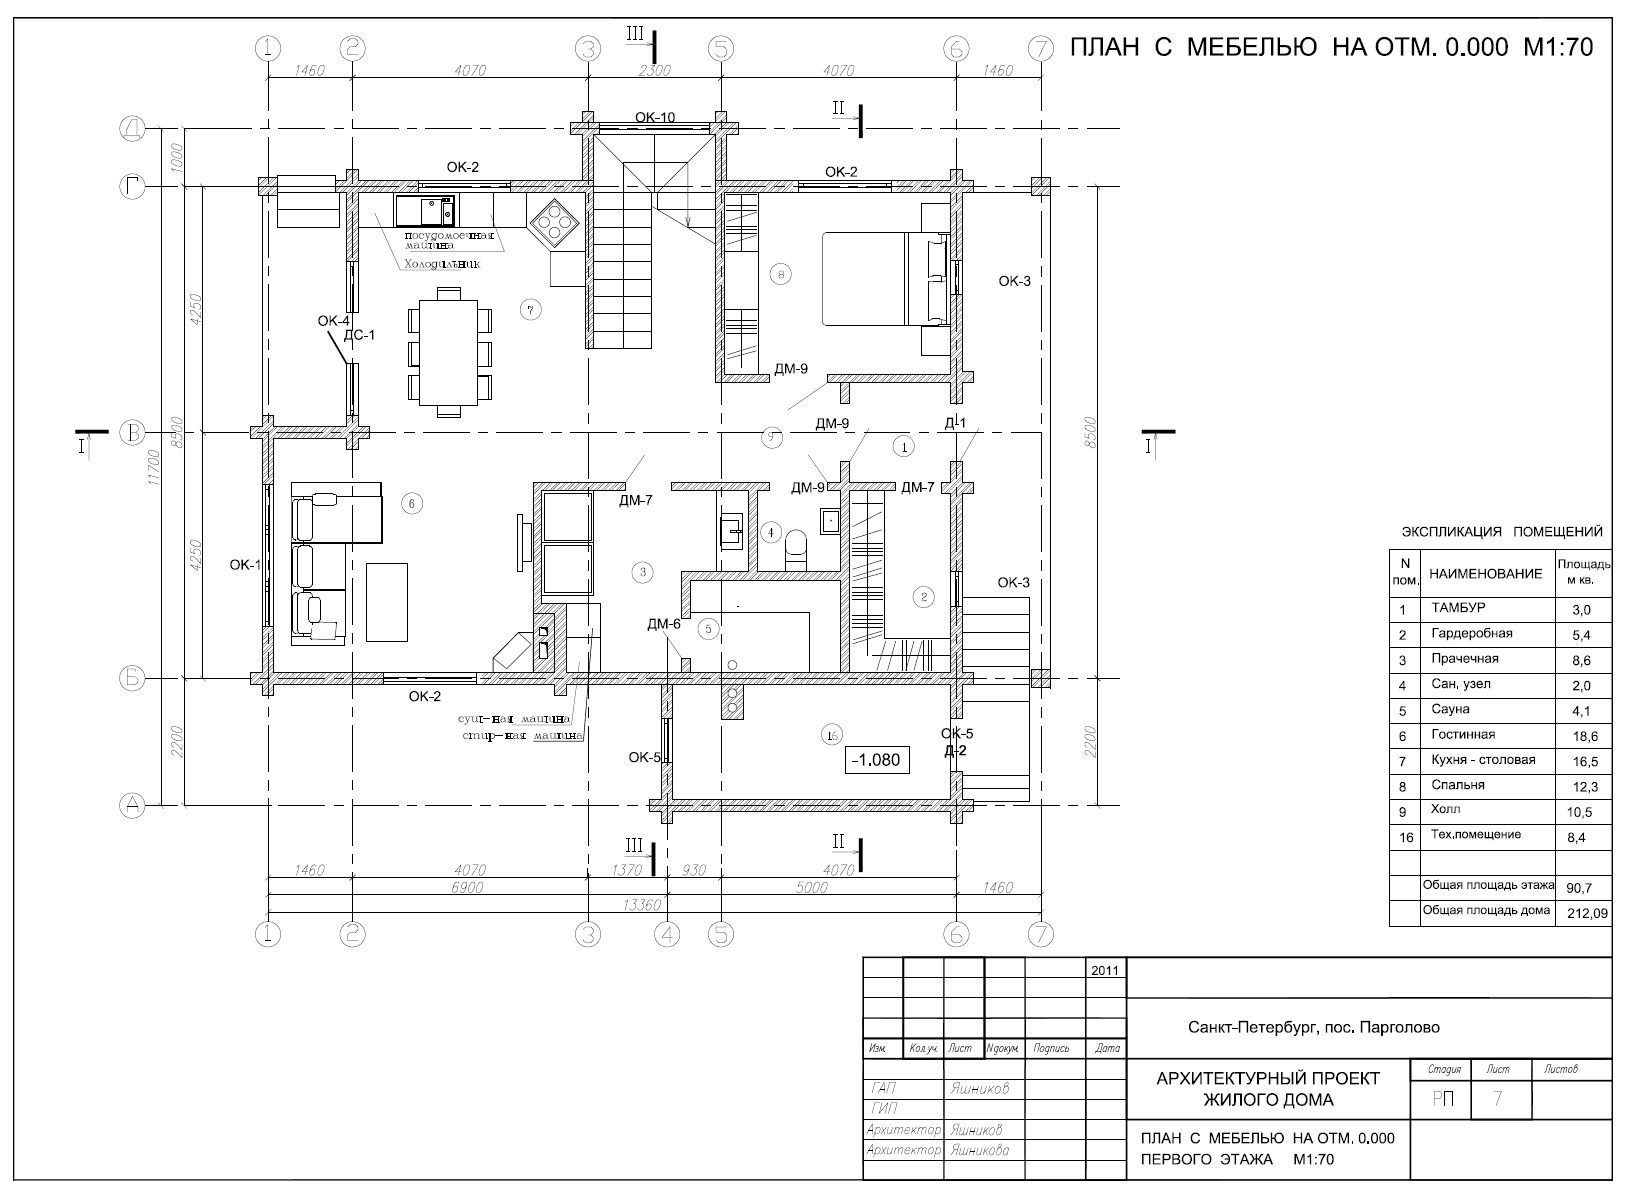 ПЛАН С МЕБЕЛЬЮ НА ОТМ. 0.000 М1:70
III
1 2 3 5 6 7
1460 4070 2300 4070 1460
II
Д
ОК-10
1000
Г
ОК-2
ОК-2
посудомоечная
машина
Холодильник
8
7
ОК-3
4250
ОК-4
ДС-1
ДМ-9
ДМ-9
Д-1
I
В
8500
9
1
8500
I
11700
ДМ-7
ДМ-9
ДМ-7
6
4
ОК-1
4250
3
2
ОК-3
ДМ-6
5
Б
ОК-2
суш-ная машина
стир-ная машина
2200
ОК-5
16
-1.080
ОК-5
Д-2
2200
А
III
II
1460 4070 1370 930 4070
6900 5000 1460
13360
1 2 3 4 5 6 7
ЭКСПЛИКАЦИЯ ПОМЕЩЕНИЙ
N пом. НАИМЕНОВАНИЕ Площадь м кв.
1 ТАМБУР 3,0
2 Гардеробная 5,4
3 Прачечная 8,6
4 Сан, узел 2,0
5 Сауна 4,1
6 Гостинная 18,6
7 Кухня - столовая 16,5
8 Спальня 12,3
9 Холл 10,5
16 Тех,помещение 8,4
Общая площадь этажа 90,7
Общая площадь дома 212,09
2011
Санкт-Петербург, пос. Парголово
Изм. Кол.уч. Лист Nдокум. Подпись Дата
АРХИТЕКТУРНЫЙ ПРОЕКТ
ЖИЛОГО ДОМА
Стадия Лист Листов
РП 7
ГАП Яшников
ГИП
Архитектор Яшников
Архитектор Яшникова
ПЛАН С МЕБЕЛЬЮ НА ОТМ. 0.000
ПЕРВОГО ЭТАЖА М1:70